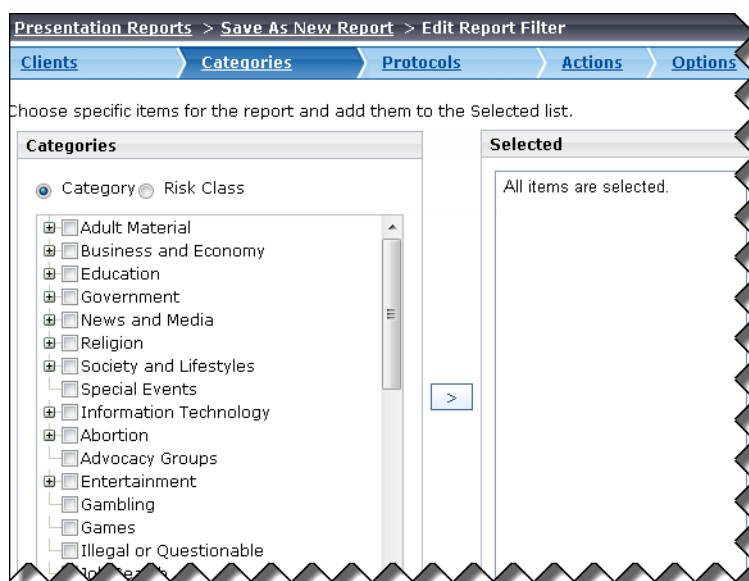 Presentation Reports > Save As New Report > Edit Report Filter
Clients Categories Protocols Actions Options
Choose specific items for the report and add them to the Selected list.
Categories
Category Risk Class
Adult Material
Business and Economy
Education
Government
News and Media
Religion
Society and Lifestyles
Special Events
Information Technology
Abortion
Advocacy Groups
Entertainment
Gambling
Games
Illegal or Questionable
>
Selected
All items are selected.